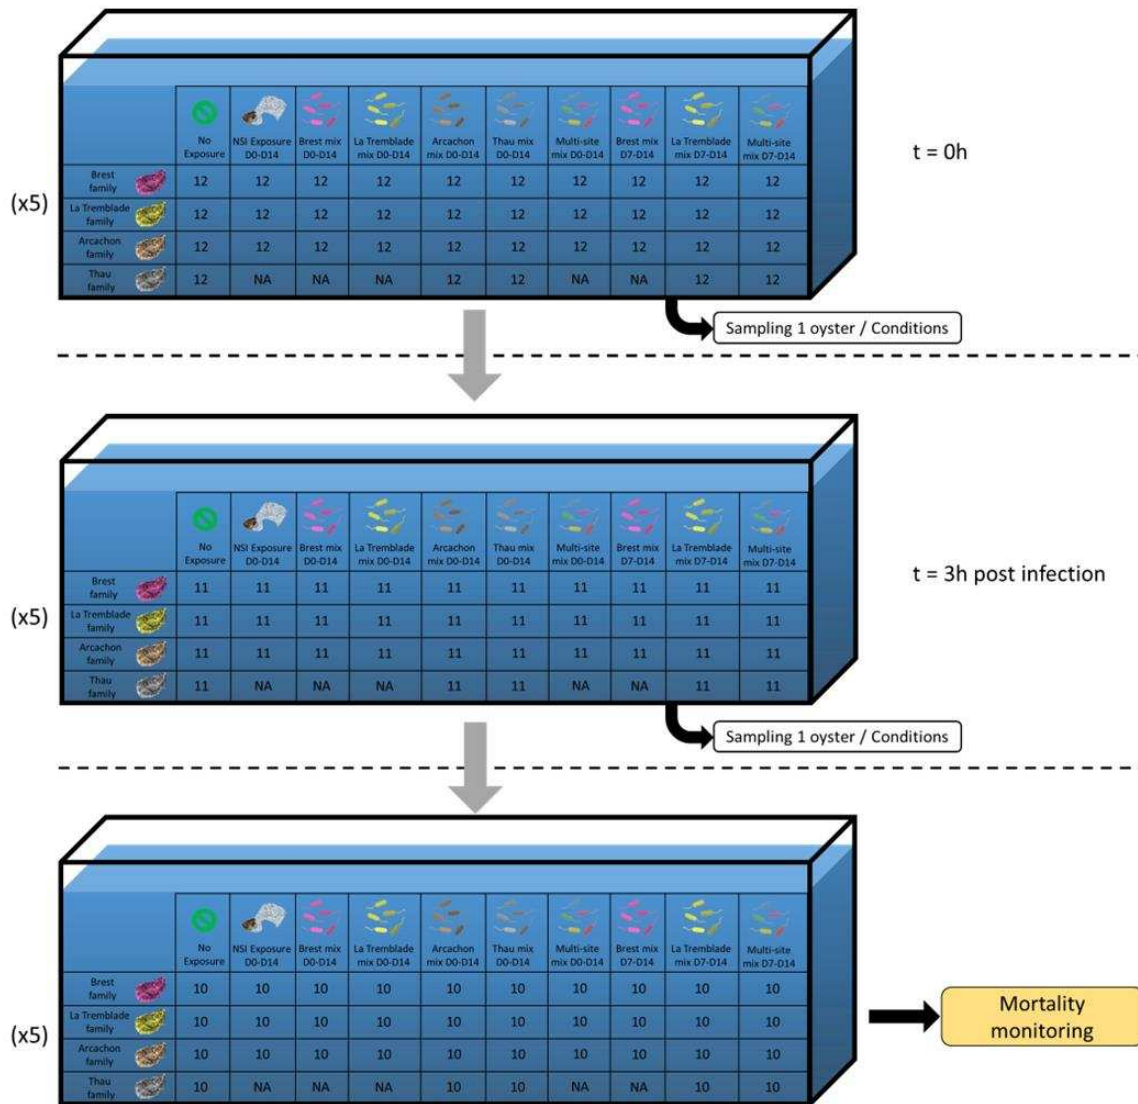 No NSI Exposure Brest mix La Tremblade Arcachon Thau mix Multi-site Brest mix La Tremblade Multi-site
Exposure D0-D14 D0-D14 mix D0-D14 mix D0-D14 D0-D14 mix D0-D14 D7-D14 mix D7-D14 mix D7-D14
t = 0h
Brest
family
12 12 12 12 12 12 12 12 12 12
(x5)
La Tremblade
family
12 12 12 12 12 12 12 12 12 12
Arcachon
family
12 12 12 12 12 12 12 12 12 12
Thau
family
12 NA NA NA 12 12 NA NA 12 12
Sampling 1 oyster / Conditions
No NSI Exposure Brest mix La Tremblade Arcachon Thau mix Multi-site Brest mix La Tremblade Multi-site
Exposure D0-D14 D0-D14 mix D0-D14 mix D0-D14 D0-D14 mix D0-D14 D7-D14 mix D7-D14 mix D7-D14
t = 3h post infection
Brest
family
11 11 11 11 11 11 11 11 11 11
(x5)
La Tremblade
family
11 11 11 11 11 11 11 11 11 11
Arcachon
family
11 11 11 11 11 11 11 11 11 11
Thau
family
11 NA NA NA 11 11 NA NA 11 11
Sampling 1 oyster / Conditions
No NSI Exposure Brest mix La Tremblade Arcachon Thau mix Multi-site Brest mix La Tremblade Multi-site
Exposure D0-D14 D0-D14 mix D0-D14 mix D0-D14 D0-D14 mix D0-D14 D7-D14 mix D7-D14 mix D7-D14
Brest
family
10 10 10 10 10 10 10 10 10 10
(x5)
La Tremblade
family
10 10 10 10 10 10 10 10 10 10
Arcachon
family
10 10 10 10 10 10 10 10 10 10
Thau
family
10 NA NA NA 10 10 NA NA 10 10
Mortality
monitoring